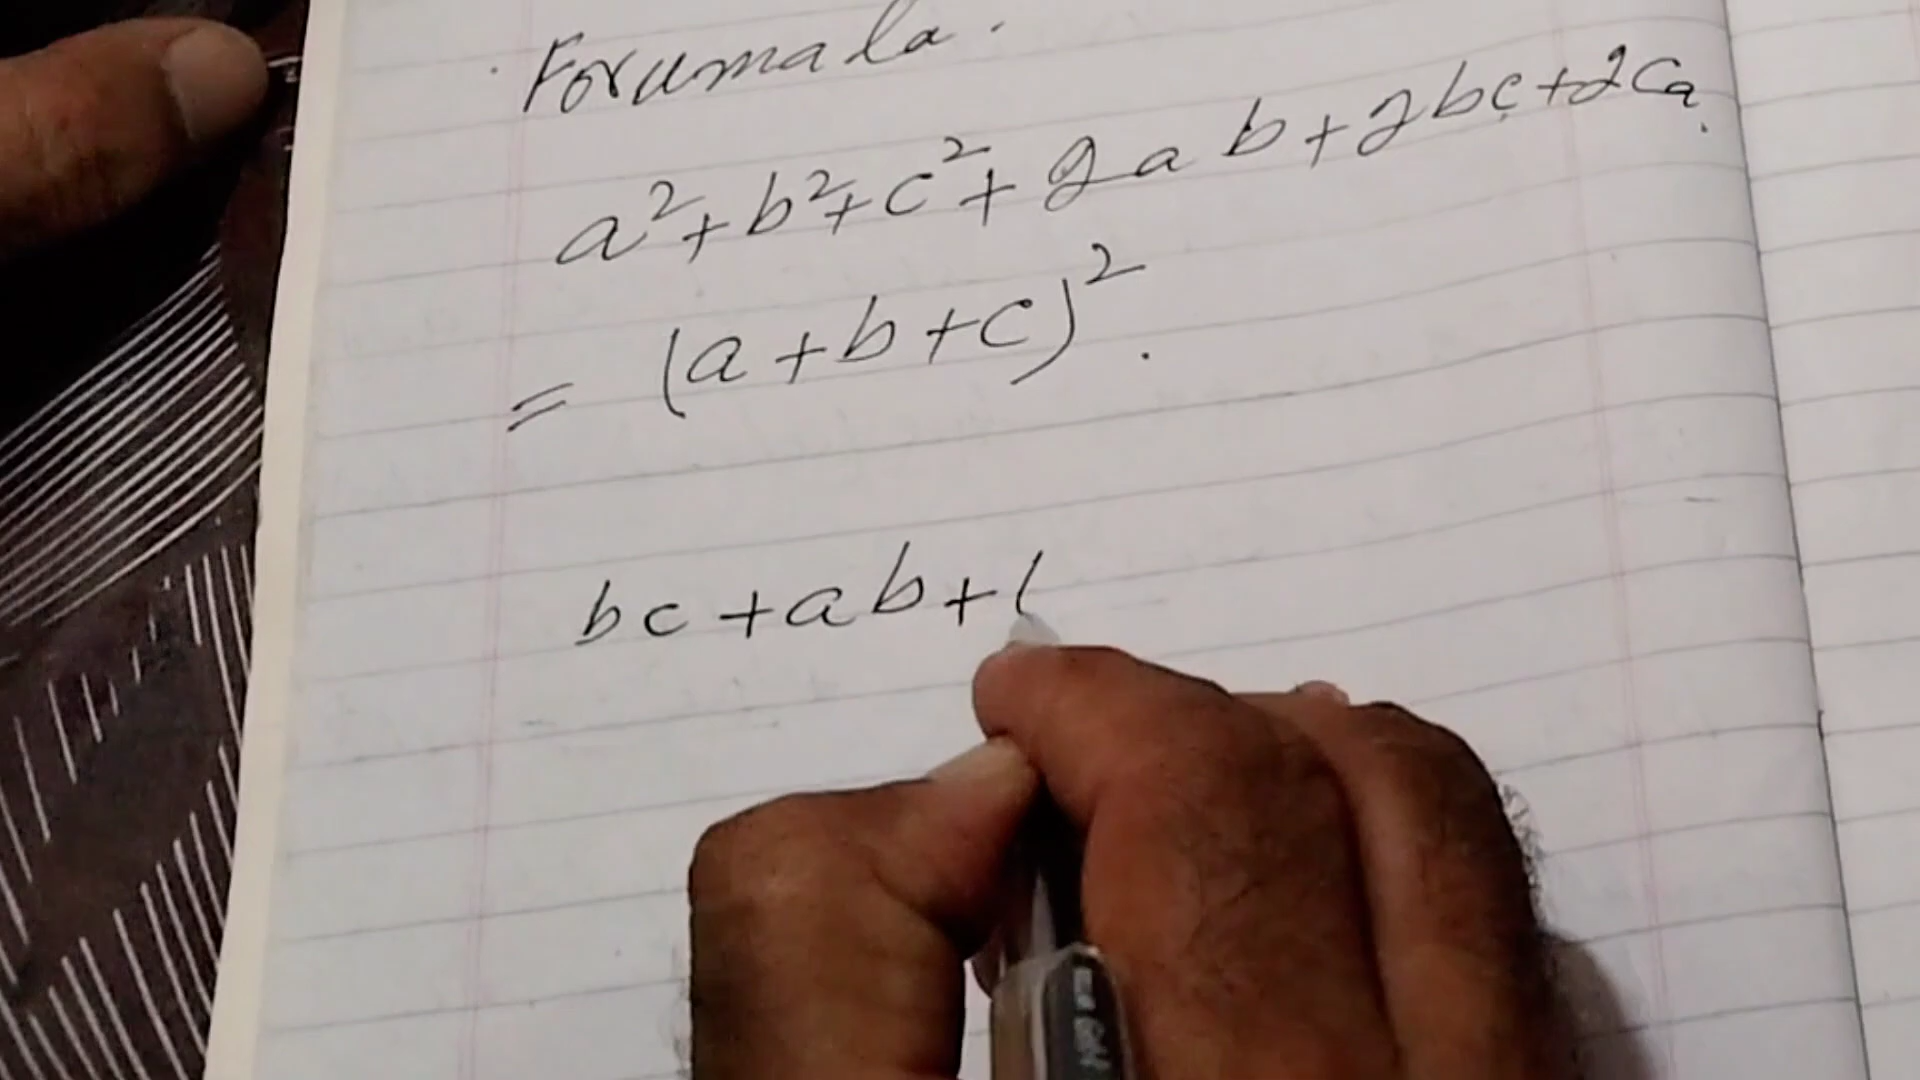 Forumala.
a²+b²+c²+2ab+2bc+2ca.
= (a+b+c)².
bc+ab+